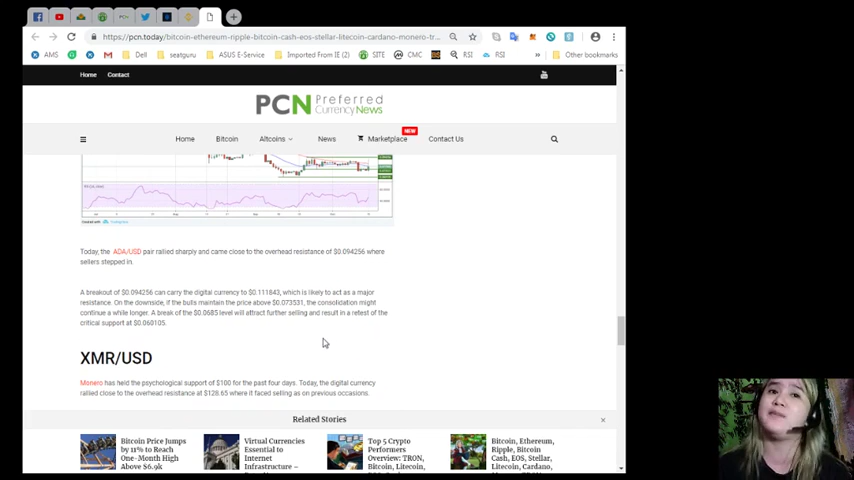 https://pcn.today/bitcoin-ethereum-ripple-bitcoin-cash-eos-stellar-litecoin-cardano-monero-tr...
AMS
Dell
seatguru
ASUS E-Service
Imported From IE (2)
SITE
CMC
RSI
RSI
»
Other bookmarks
Home Contact
PCN Preferred
Currency News
NEW
Home Bitcoin Altcoins News Marketplace Contact Us
Today, the ADA/USD pair rallied sharply and came close to the overhead resistance of $0.094256 where
sellers stepped in.
A breakout of $0.094256 can carry the digital currency to $0.111843, which is likely to act as a major
resistance. On the downside, if the bulls maintain the price above $0.073531, the consolidation might
continue a while longer. A break of the $0.0685 level will attract further selling and result in a retest of the
critical support at $0.060105.
XMR/USD
Monero has held the psychological support of $100 for the past four days. Today, the digital currency
rallied close to the overhead resistance at $128.65 where it faced selling as on previous occasions.
Related Stories
Bitcoin Price Jumps
by 11% to Reach
One-Month High
Above $6.9k
Virtual Currencies
Essential to
Internet
Infrastructure –
Top 5 Crypto
Performers
Overview: TRON,
Bitcoin, Litecoin,
Bitcoin, Ethereum,
Ripple, Bitcoin
Cash, EOS, Stellar,